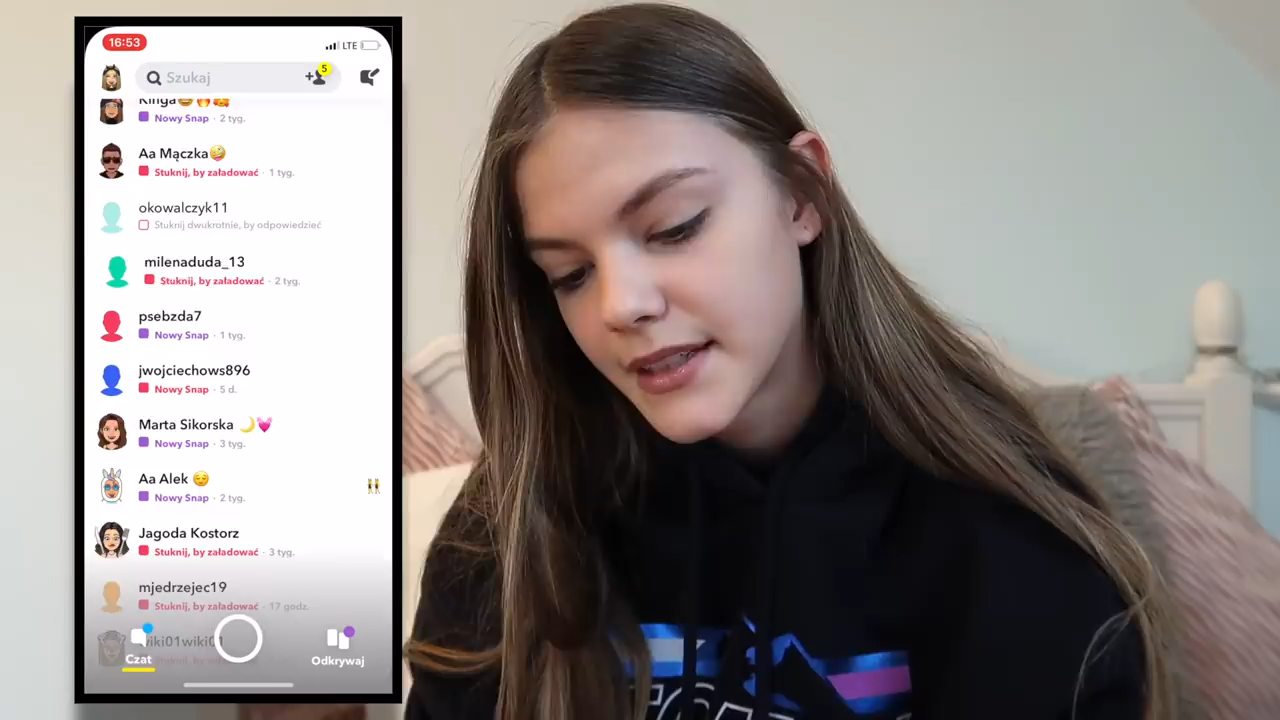 16:53
LTE
Szukaj
5
Kinga🤩🔥🥰
Nowy Snap · 2 tyg.
Aa Mączka🤪
Stuknij, by załadować · 1 tyg.
okowalczyk11
Stuknij dwukrotnie, by odpowiedzieć
milenaduda_13
Stuknij, by załadować · 2 tyg.
psebzda7
Nowy Snap · 1 tyg.
jwojciechows896
Nowy Snap · 5 d.
Marta Sikorska 🌙💓
Nowy Snap · 3 tyg.
Aa Alek 😌
Nowy Snap · 2 tyg.
Jagoda Kostorz
Stuknij, by załadować · 3 tyg.
mjedrzejec19
Stuknij, by załadować · 17 godz.
wiki01wiki01
Czat
Odkrywaj